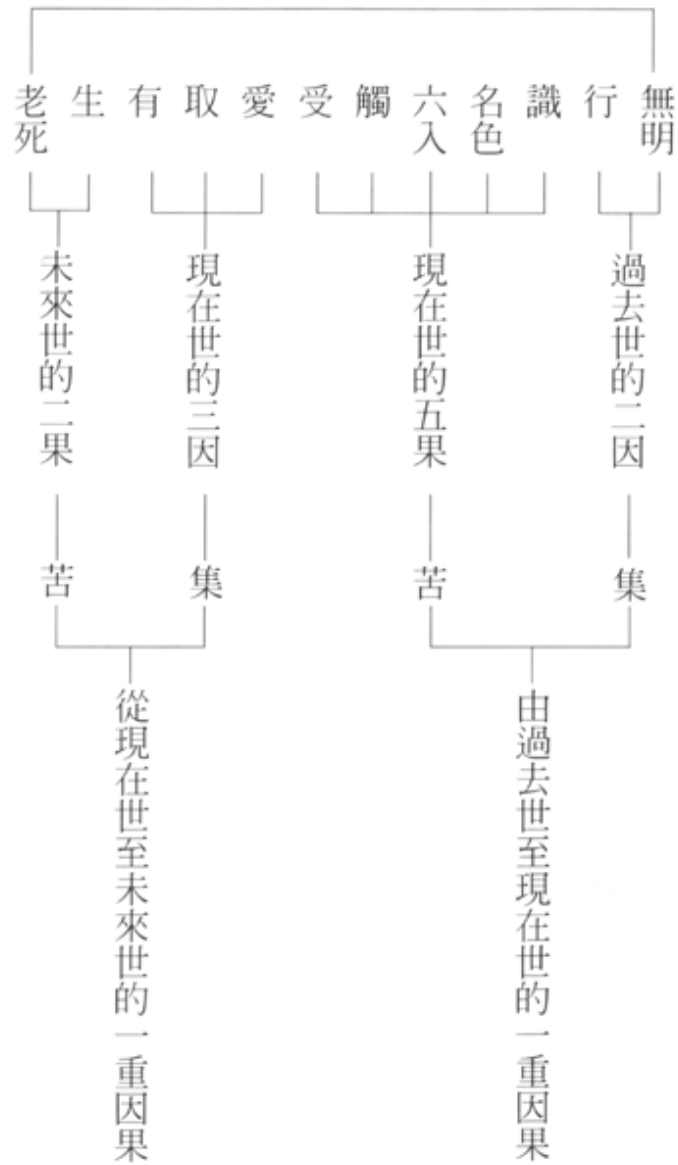 無明
行
識
名色
六入
觸
受
愛
取
有
生
老死
過去世的二因
現在世的五果
現在世的三因
未來世的二果
集
苦
集
苦
由過去世至現在世的一重因果
從現在世至未來世的一重因果